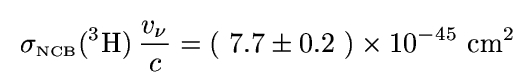 σ_NCB(³H) v_ν/c = ( 7.7 ± 0.2 ) × 10⁻⁴⁵ cm²